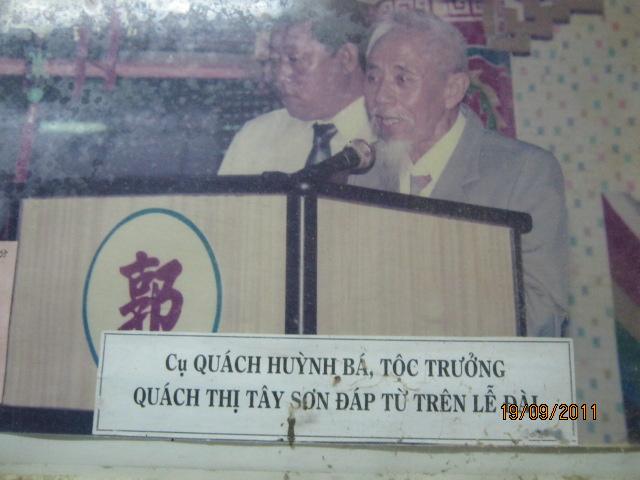 郭
Cụ QUÁCH HUỲNH BÁ, TỘC TRƯỞNG
QUÁCH THỊ TÂY SƠN ĐÁP TỪ TRÊN LỄ ĐÀI
19/09/2011